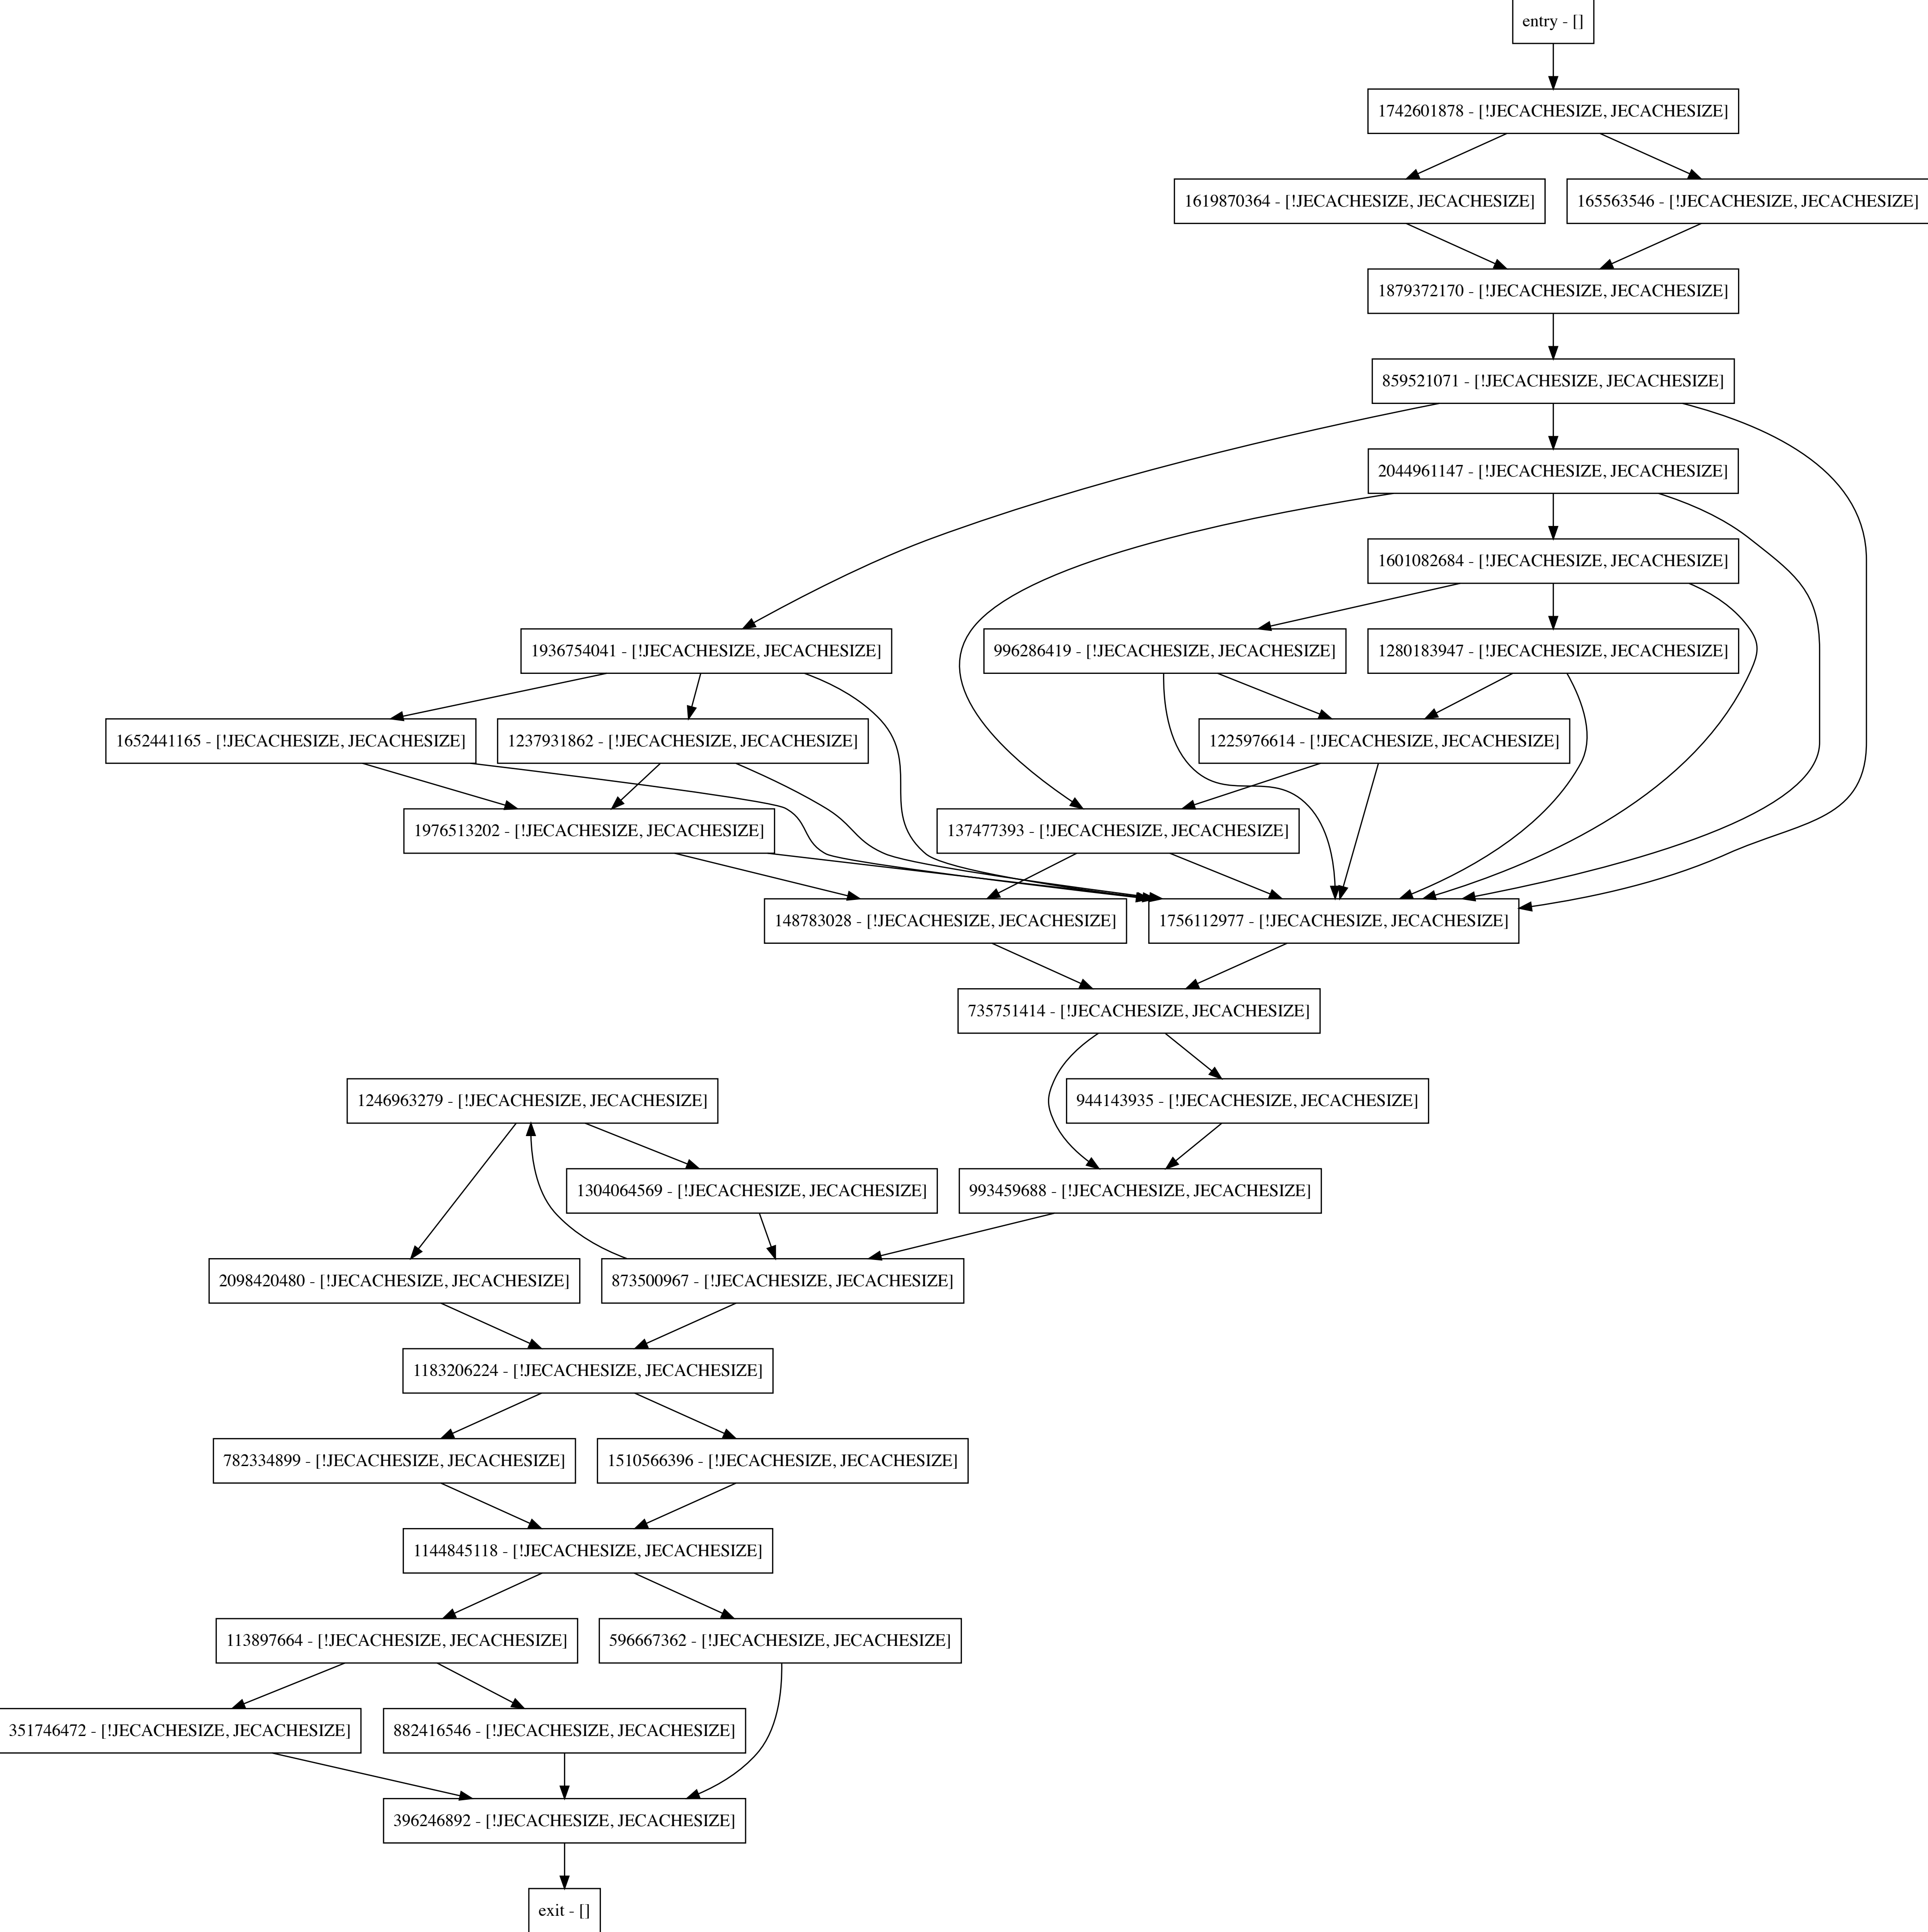 entry - []
1742601878 - [!JECACHESIZE, JECACHESIZE]
1619870364 - [!JECACHESIZE, JECACHESIZE]
165563546 - [!JECACHESIZE, JECACHESIZE]
1879372170 - [!JECACHESIZE, JECACHESIZE]
859521071 - [!JECACHESIZE, JECACHESIZE]
2044961147 - [!JECACHESIZE, JECACHESIZE]
1601082684 - [!JECACHESIZE, JECACHESIZE]
1936754041 - [!JECACHESIZE, JECACHESIZE]
996286419 - [!JECACHESIZE, JECACHESIZE]
1280183947 - [!JECACHESIZE, JECACHESIZE]
1652441165 - [!JECACHESIZE, JECACHESIZE]
1237931862 - [!JECACHESIZE, JECACHESIZE]
1225976614 - [!JECACHESIZE, JECACHESIZE]
1976513202 - [!JECACHESIZE, JECACHESIZE]
137477393 - [!JECACHESIZE, JECACHESIZE]
148783028 - [!JECACHESIZE, JECACHESIZE]
1756112977 - [!JECACHESIZE, JECACHESIZE]
735751414 - [!JECACHESIZE, JECACHESIZE]
1246963279 - [!JECACHESIZE, JECACHESIZE]
944143935 - [!JECACHESIZE, JECACHESIZE]
1304064569 - [!JECACHESIZE, JECACHESIZE]
993459688 - [!JECACHESIZE, JECACHESIZE]
2098420480 - [!JECACHESIZE, JECACHESIZE]
873500967 - [!JECACHESIZE, JECACHESIZE]
1183206224 - [!JECACHESIZE, JECACHESIZE]
782334899 - [!JECACHESIZE, JECACHESIZE]
1510566396 - [!JECACHESIZE, JECACHESIZE]
1144845118 - [!JECACHESIZE, JECACHESIZE]
113897664 - [!JECACHESIZE, JECACHESIZE]
596667362 - [!JECACHESIZE, JECACHESIZE]
351746472 - [!JECACHESIZE, JECACHESIZE]
882416546 - [!JECACHESIZE, JECACHESIZE]
396246892 - [!JECACHESIZE, JECACHESIZE]
exit - []